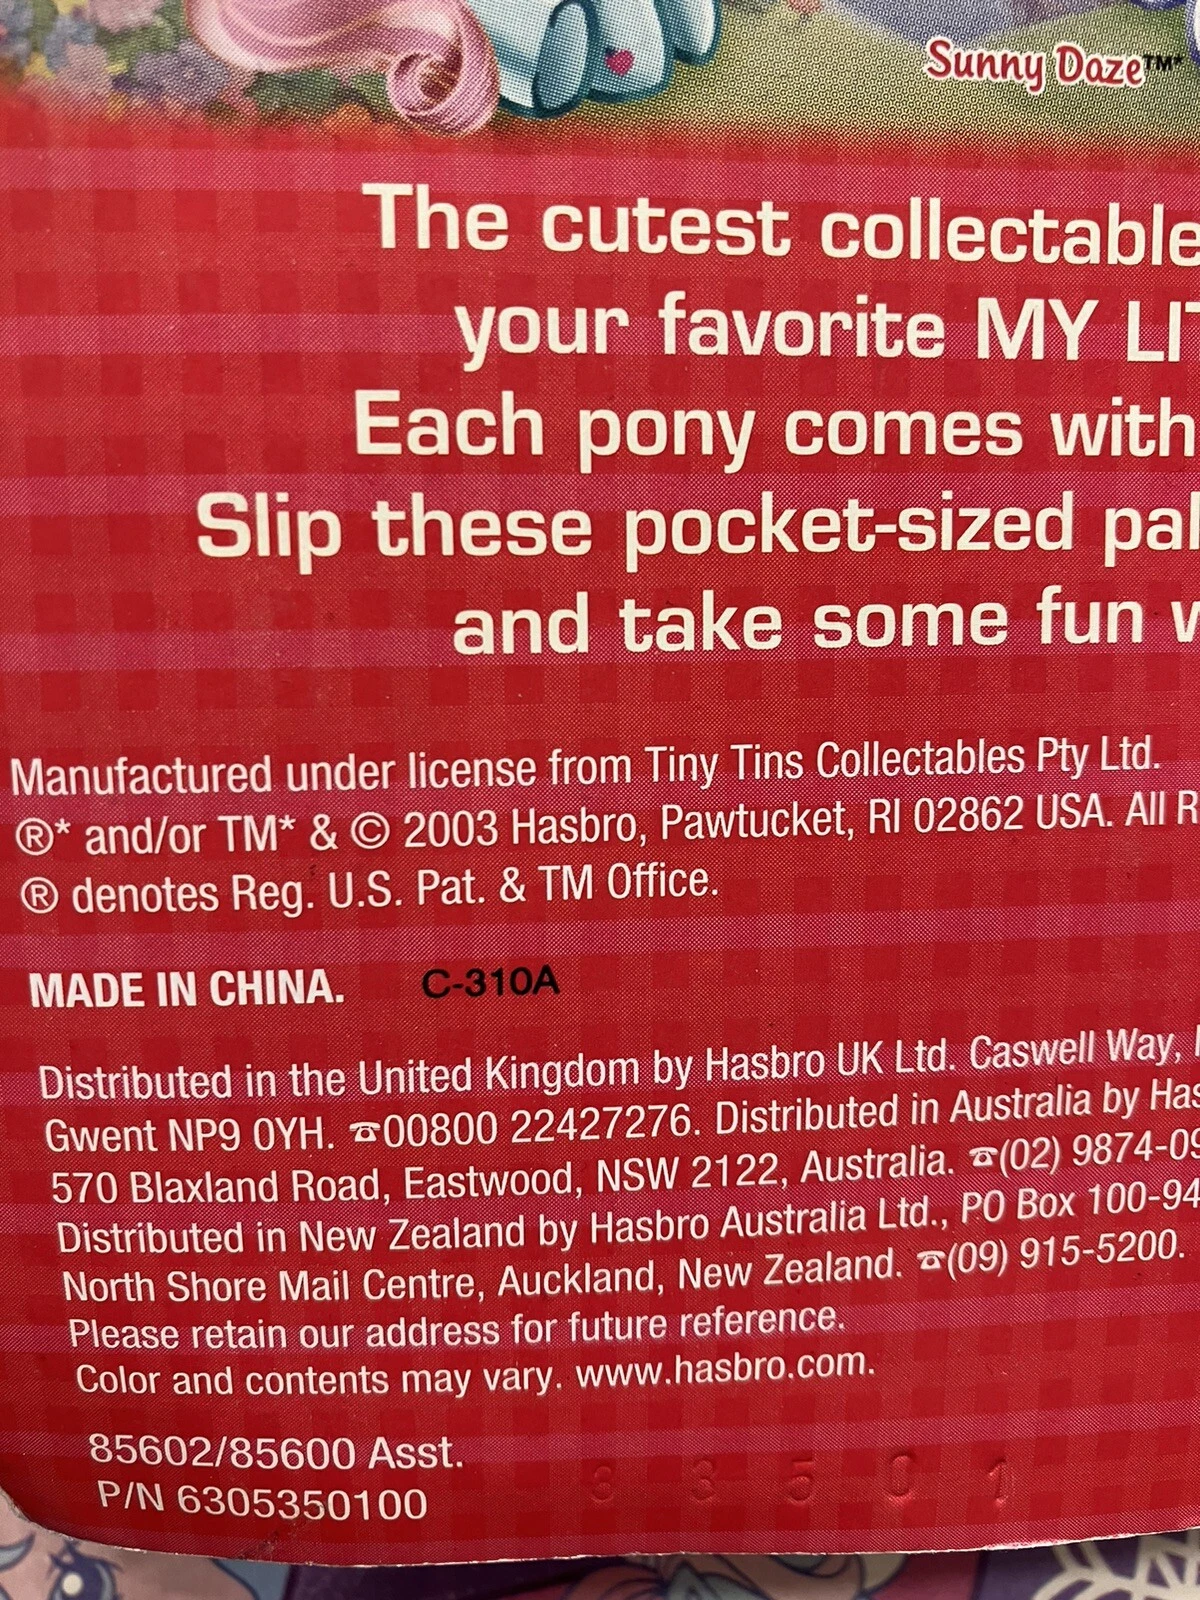 Sunny Daze™*
The cutest collectable
your favorite MY
Each pony comes with
Slip these pocket-sized
and take some fun
Manufactured under license from Tiny Tins Collectables Pty Ltd.
®* and/or TM* & © 2003 Hasbro, Pawtucket, RI 02862 USA. All
® denotes Reg. U.S. Pat. & TM Office.
MADE IN CHINA. C-310A
Distributed in the United Kingdom by Hasbro UK Ltd. Caswell Way,
Gwent NP9 0YH. ☎00800 22427276. Distributed in Australia by
570 Blaxland Road, Eastwood, NSW 2122, Australia. ☎(02)
Distributed in New Zealand by Hasbro Australia Ltd., PO Box
North Shore Mail Centre, Auckland, New Zealand. ☎(09) 915-5200.
Please retain our address for future reference.
Color and contents may vary. www.hasbro.com.
85602/85600 Asst.
P/N 6305350100
3 3 5 0 1